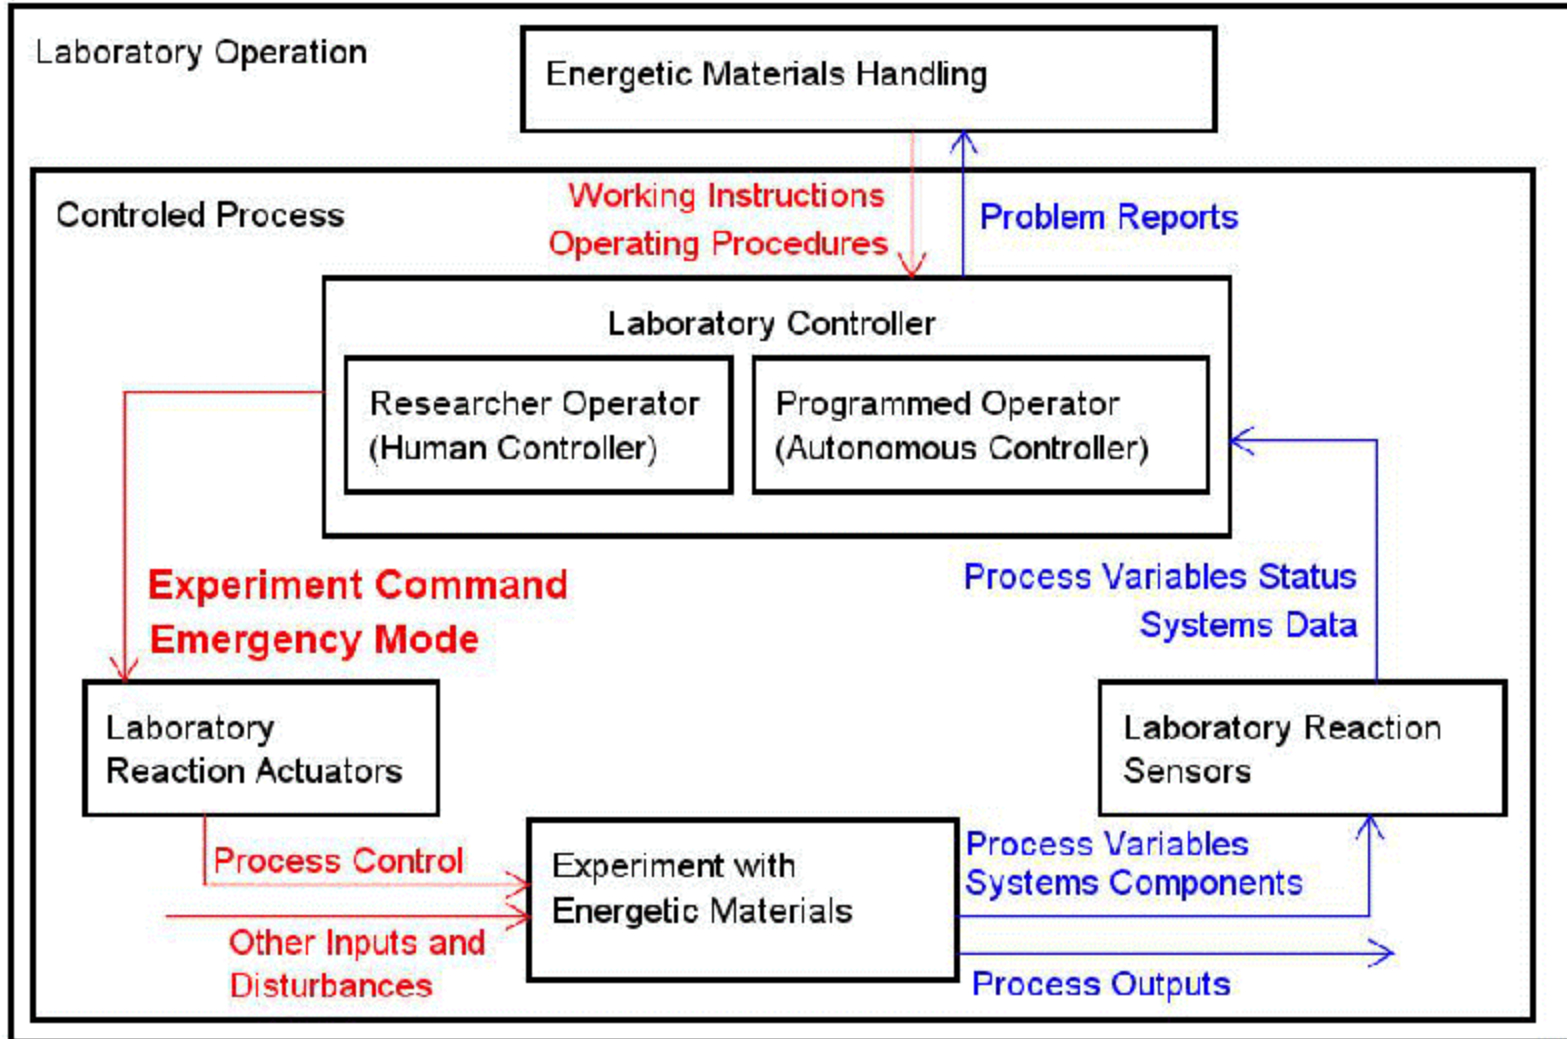 Laboratory Operation
Energetic Materials Handling
Controled Process
Working Instructions
Operating Procedures
Problem Reports
Laboratory Controller
Researcher Operator
(Human Controller)
Programmed Operator
(Autonomous Controller)
Experiment Command
Emergency Mode
Process Variables Status
Systems Data
Laboratory
Reaction Actuators
Laboratory Reaction
Sensors
Process Control
Experiment with
Energetic Materials
Process Variables
Systems Components
Other Inputs and
Disturbances
Process Outputs